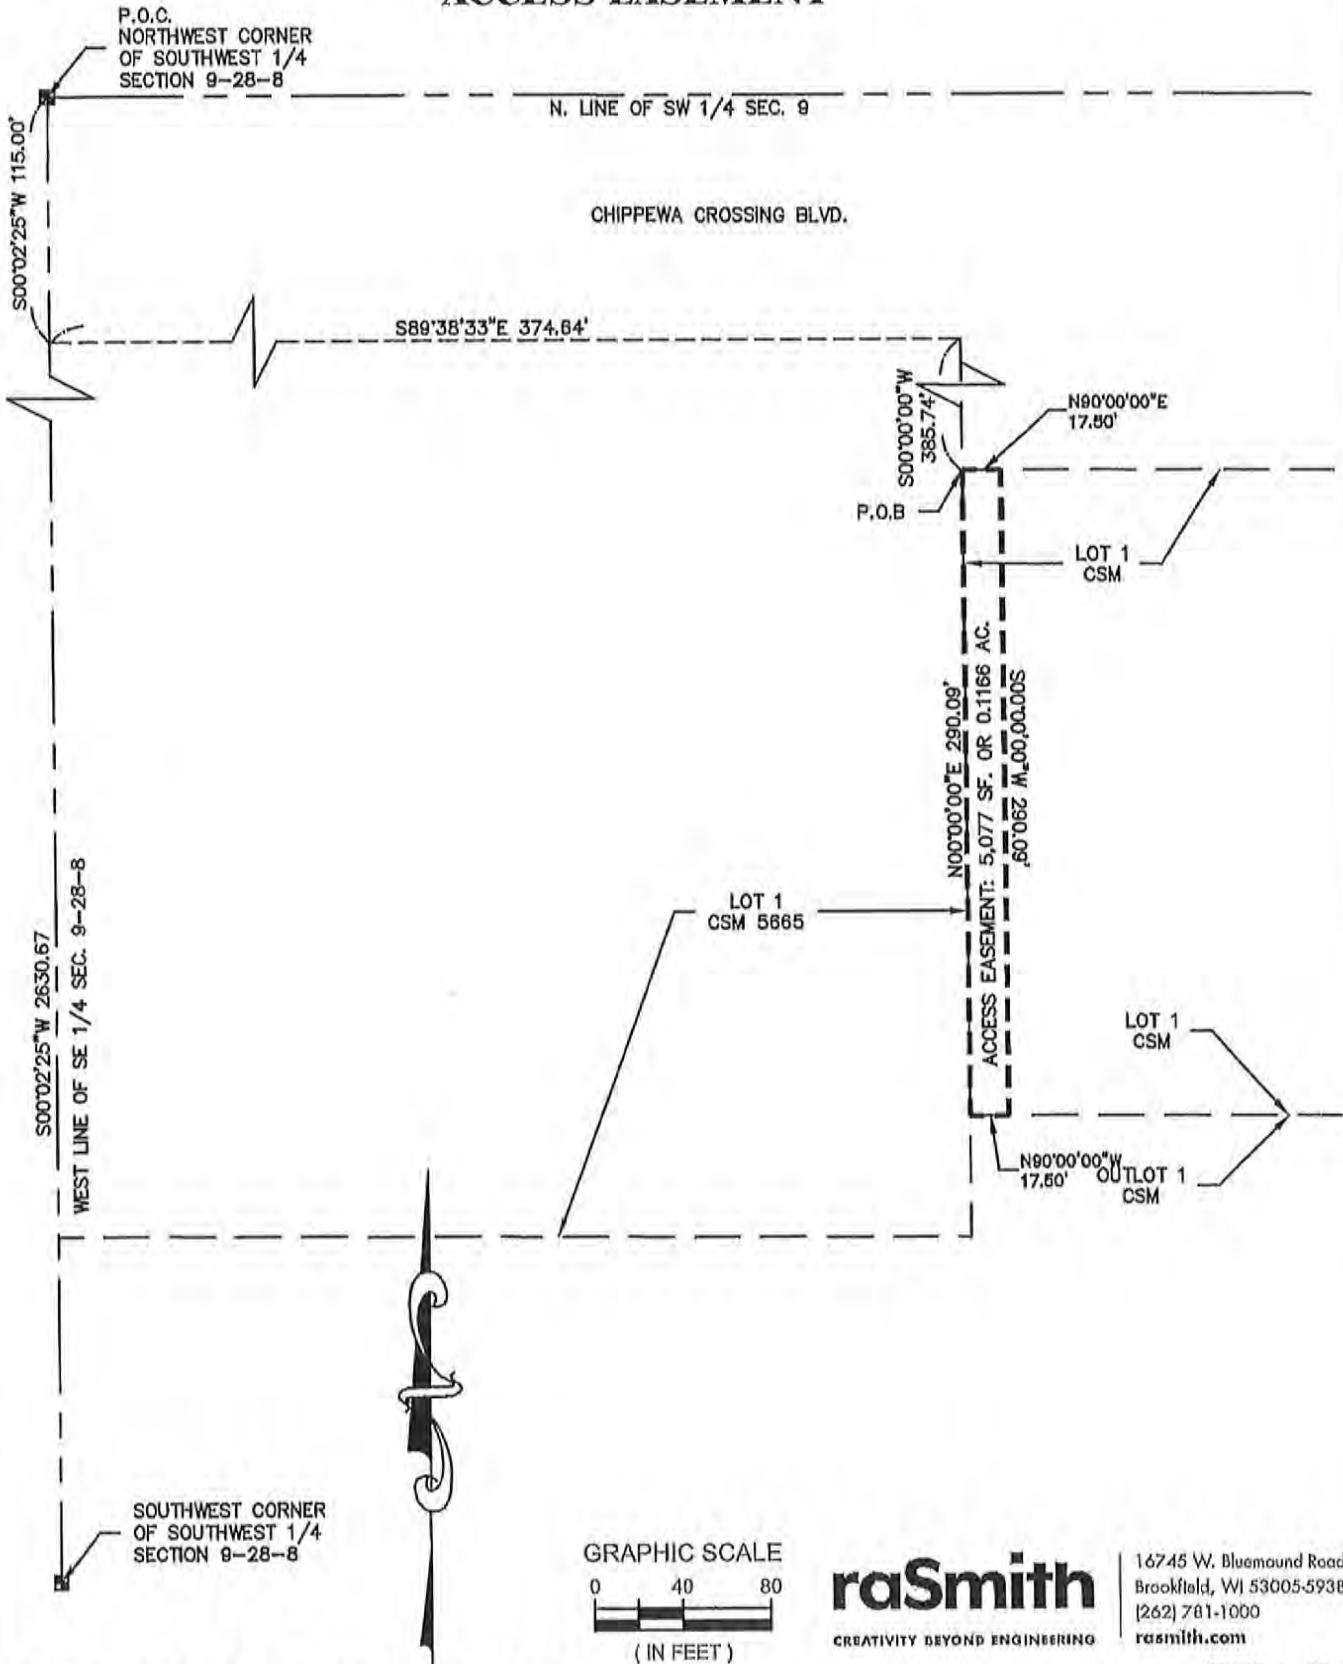 ACCESS EASEMENT
P.O.C.
NORTHWEST CORNER
OF SOUTHWEST 1/4
SECTION 9-28-8
N. LINE OF SW 1/4 SEC. 9
S00°02'25"W 115.00'
CHIPPEWA CROSSING BLVD.
S89°38'33"E 374.64'
S00°00'00"W
385.74'
N90°00'00"E
17.50'
P.O.B
LOT 1
CSM
N00°00'00"E 290.09'
ACCESS EASEMENT: 5,077 SF. OR 0.1166 AC.
S00°00'00"W 290.09'
LOT 1
CSM 5665
S00°02'25"W 2630.67
WEST LINE OF SE 1/4 SEC. 9-28-8
LOT 1
CSM
N90°00'00"W
17.50'
OUTLOT 1
CSM
SOUTHWEST CORNER
OF SOUTHWEST 1/4
SECTION 9-28-8
GRAPHIC SCALE
0 40 80
( IN FEET )
raSmith
CREATIVITY BEYOND ENGINEERING
16745 W. Bluemound Road
Brookfield, WI 53005-5938
(262) 781-1000
rasmith.com